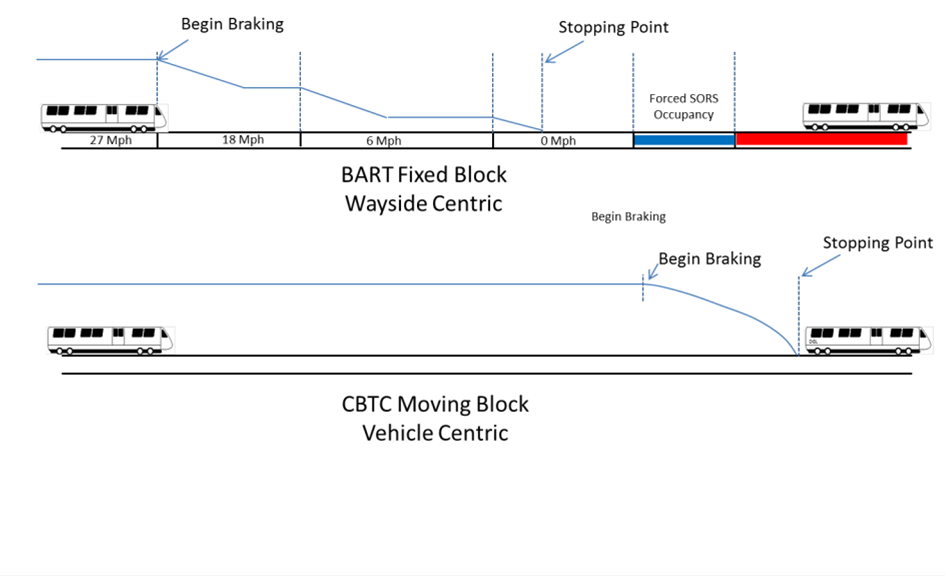 Begin Braking
Stopping Point
Forced SORS
Occupancy
27 Mph
18 Mph
6 Mph
0 Mph
BART Fixed Block
Wayside Centric
Begin Braking
Stopping Point
Begin Braking
CBTC Moving Block
Vehicle Centric